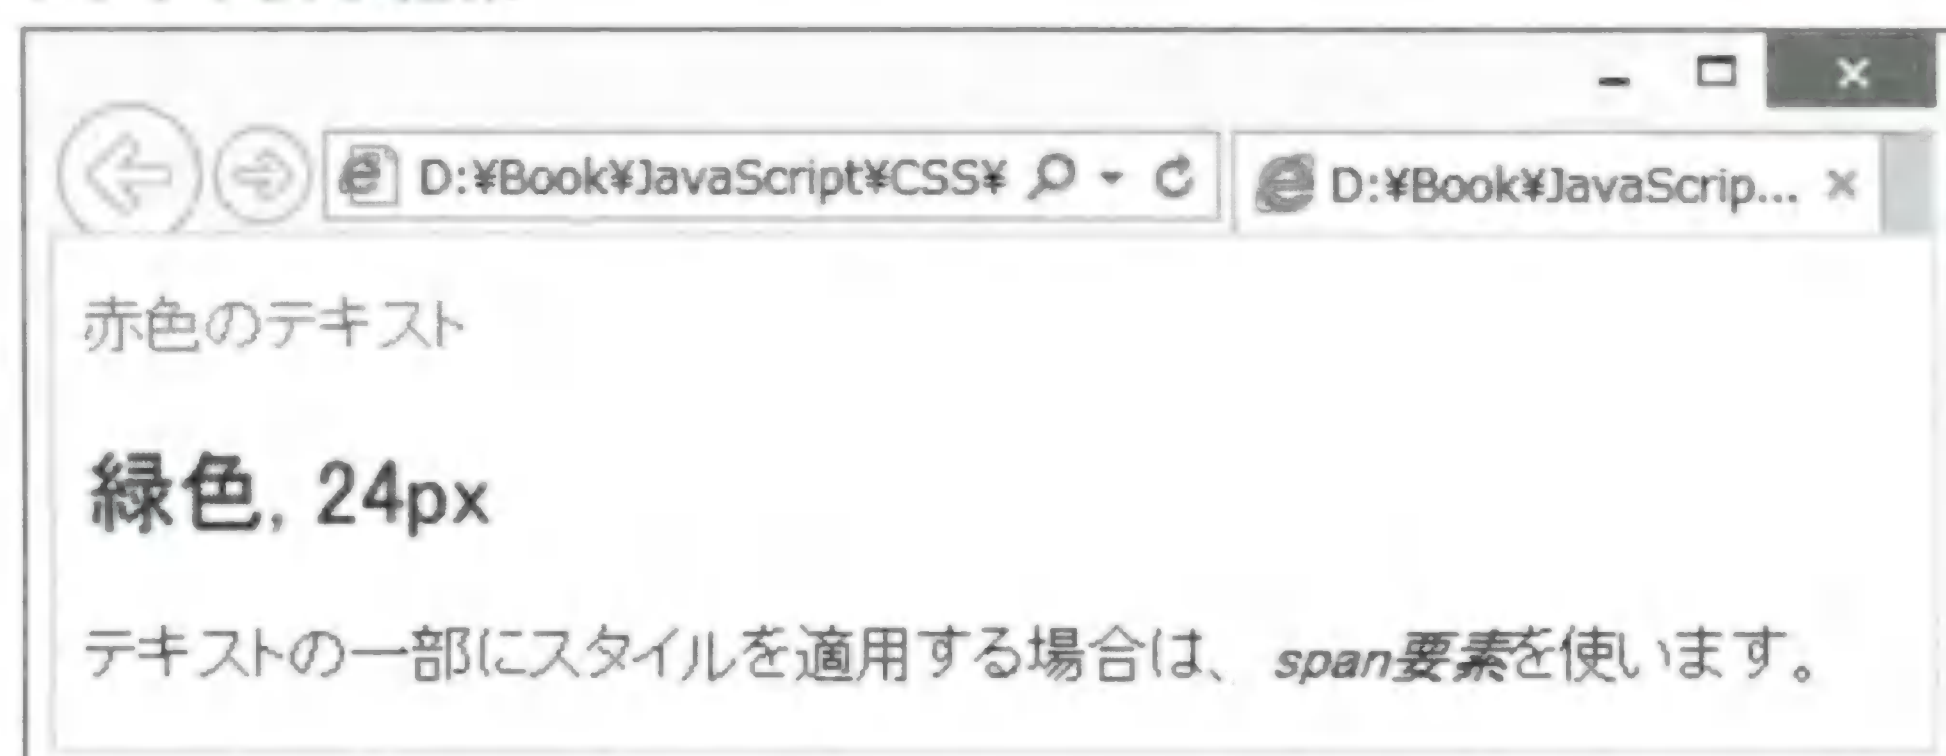 D:¥Book¥JavaScript¥CSS¥
D:¥Book¥JavaScrip...
赤色のテキスト
緑色, 24px
テキストの一部にスタイルを適用する場合は、span要素を使います。